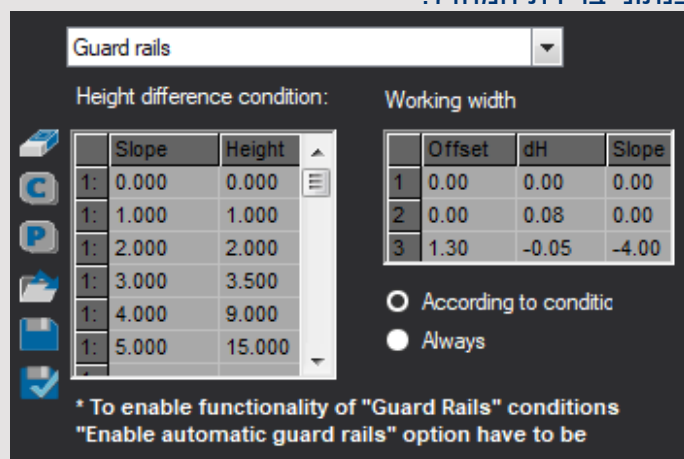 Guard rails
Height difference condition:
Working width
Slope Height
1: 0.000 0.000
1: 1.000 1.000
1: 2.000 2.000
1: 3.000 3.500
1: 4.000 9.000
1: 5.000 15.000
Offset dH Slope
1 0.00 0.00 0.00
2 0.00 0.08 0.00
3 1.30 -0.05 -4.00
According to conditic
Always
C
P
* To enable functionality of "Guard Rails" conditions
"Enable automatic guard rails" option have to be